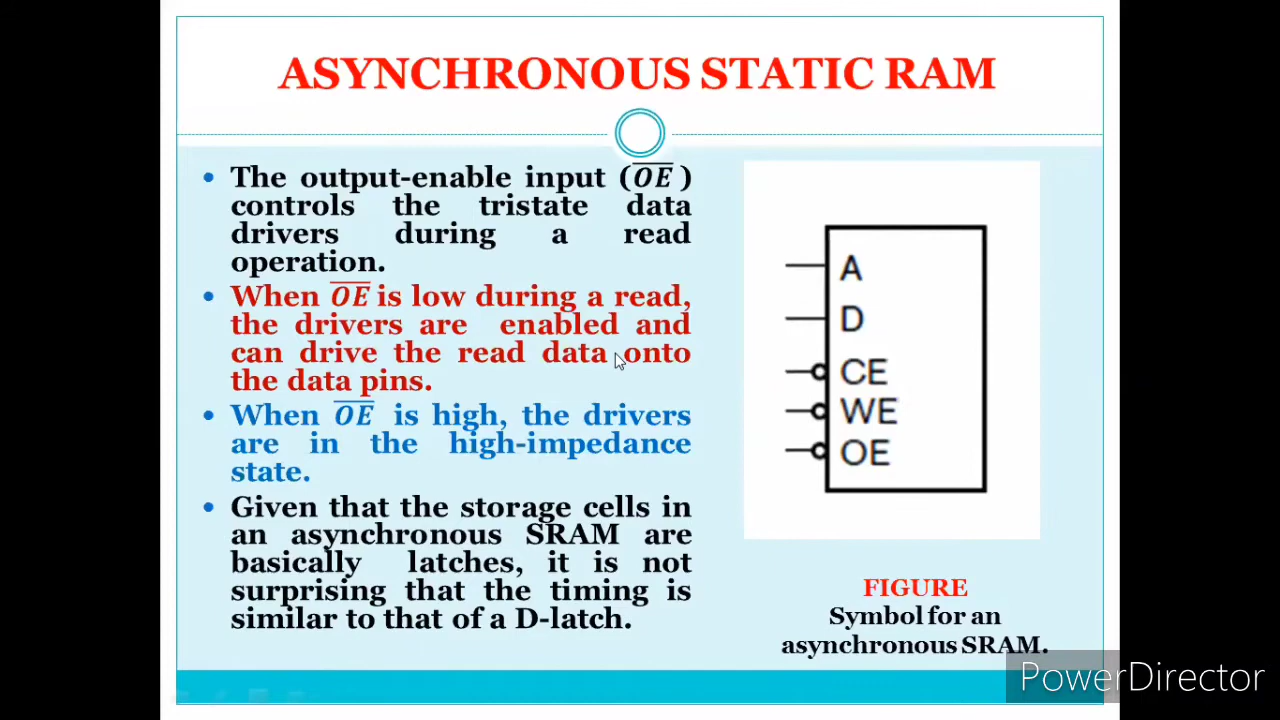 ASYNCHRONOUS STATIC RAM
• The output-enable input (O̅E̅ )
controls the tristate data
drivers during a read
operation.
• When O̅E̅ is low during a read,
the drivers are enabled and
can drive the read data onto
the data pins.
• When O̅E̅ is high, the drivers
are in the high-impedance
state.
• Given that the storage cells in
an asynchronous SRAM are
basically latches, it is not
surprising that the timing is
similar to that of a D-latch.
A
D
CE
WE
OE
FIGURE
Symbol for an
asynchronous SRAM.
PowerDirector